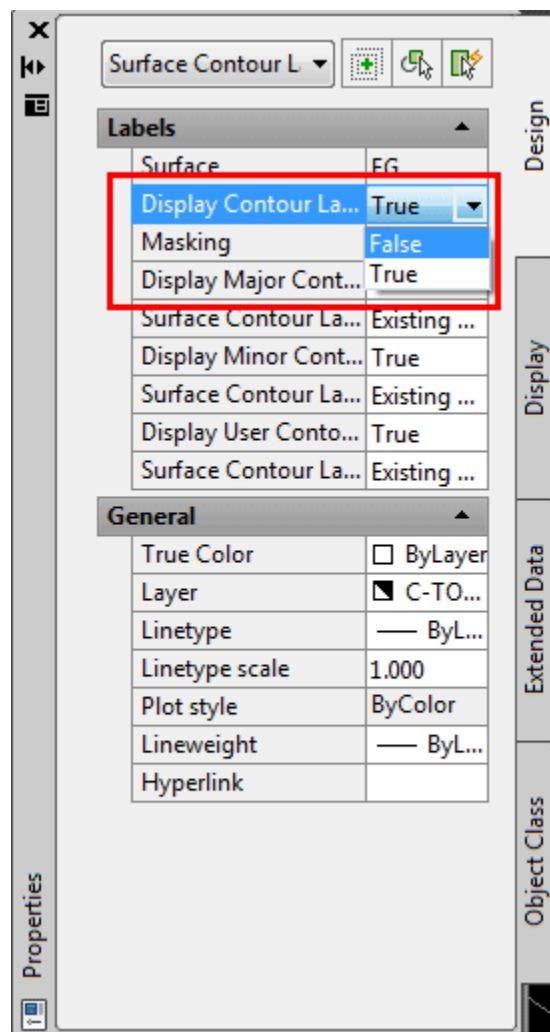 Surface Contour L
Labels
Surface EG
Display Contour La... True
Masking False
Display Major Cont... True
Surface Contour La... Existing ...
Display Minor Cont... True
Surface Contour La... Existing ...
Display User Conto... True
Surface Contour La... Existing ...
General
True Color ByLayer
Layer C-TO...
Linetype ByL...
Linetype scale 1.000
Plot style ByColor
Lineweight ByL...
Hyperlink
Design
Display
Extended Data
Object Class
Properties